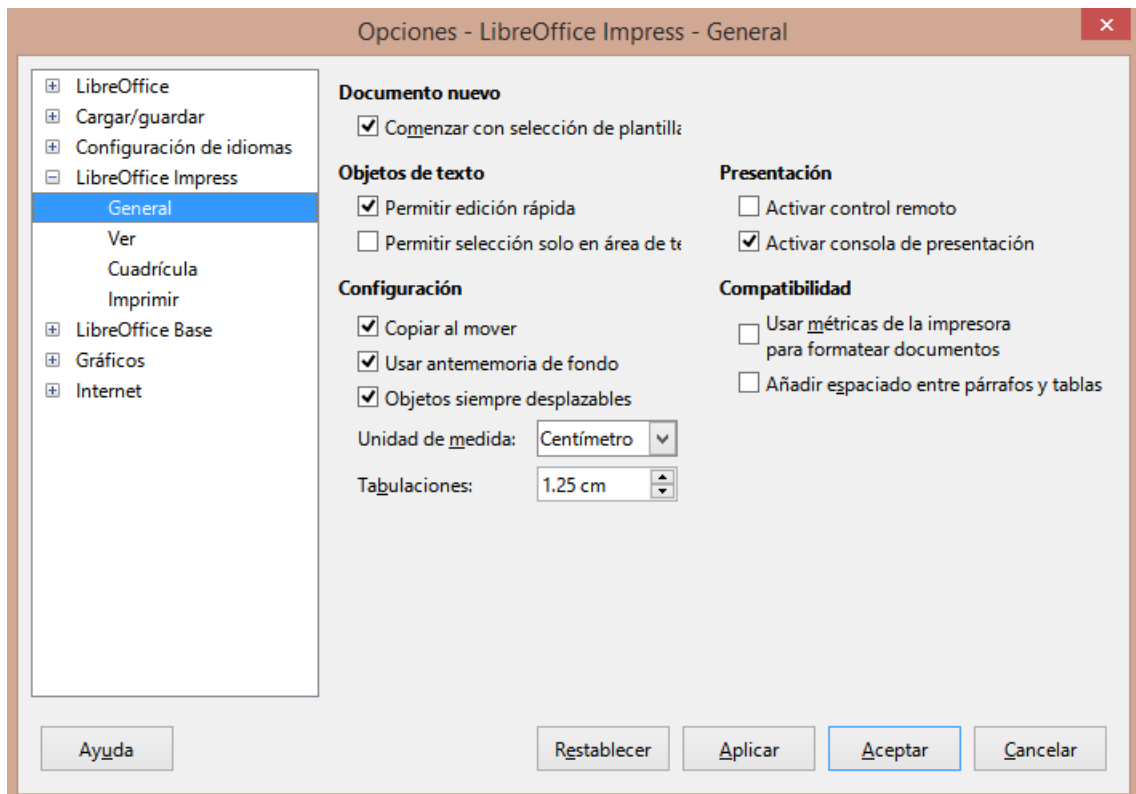 Opciones - LibreOffice Impress - General
LibreOffice
Cargar/guardar
Configuración de idiomas
LibreOffice Impress
General
Ver
Cuadrícula
Imprimir
LibreOffice Base
Gráficos
Internet
Documento nuevo
Comenzar con selección de plantilla
Objetos de texto
Permitir edición rápida
Permitir selección solo en área de te
Configuración
Copiar al mover
Usar antememoria de fondo
Objetos siempre desplazables
Unidad de medida: Centímetro
Tabulaciones: 1.25 cm
Presentación
Activar control remoto
Activar consola de presentación
Compatibilidad
Usar métricas de la impresora
para formatear documentos
Añadir espaciado entre párrafos y tablas
Ayuda
Restablecer
Aplicar
Aceptar
Cancelar